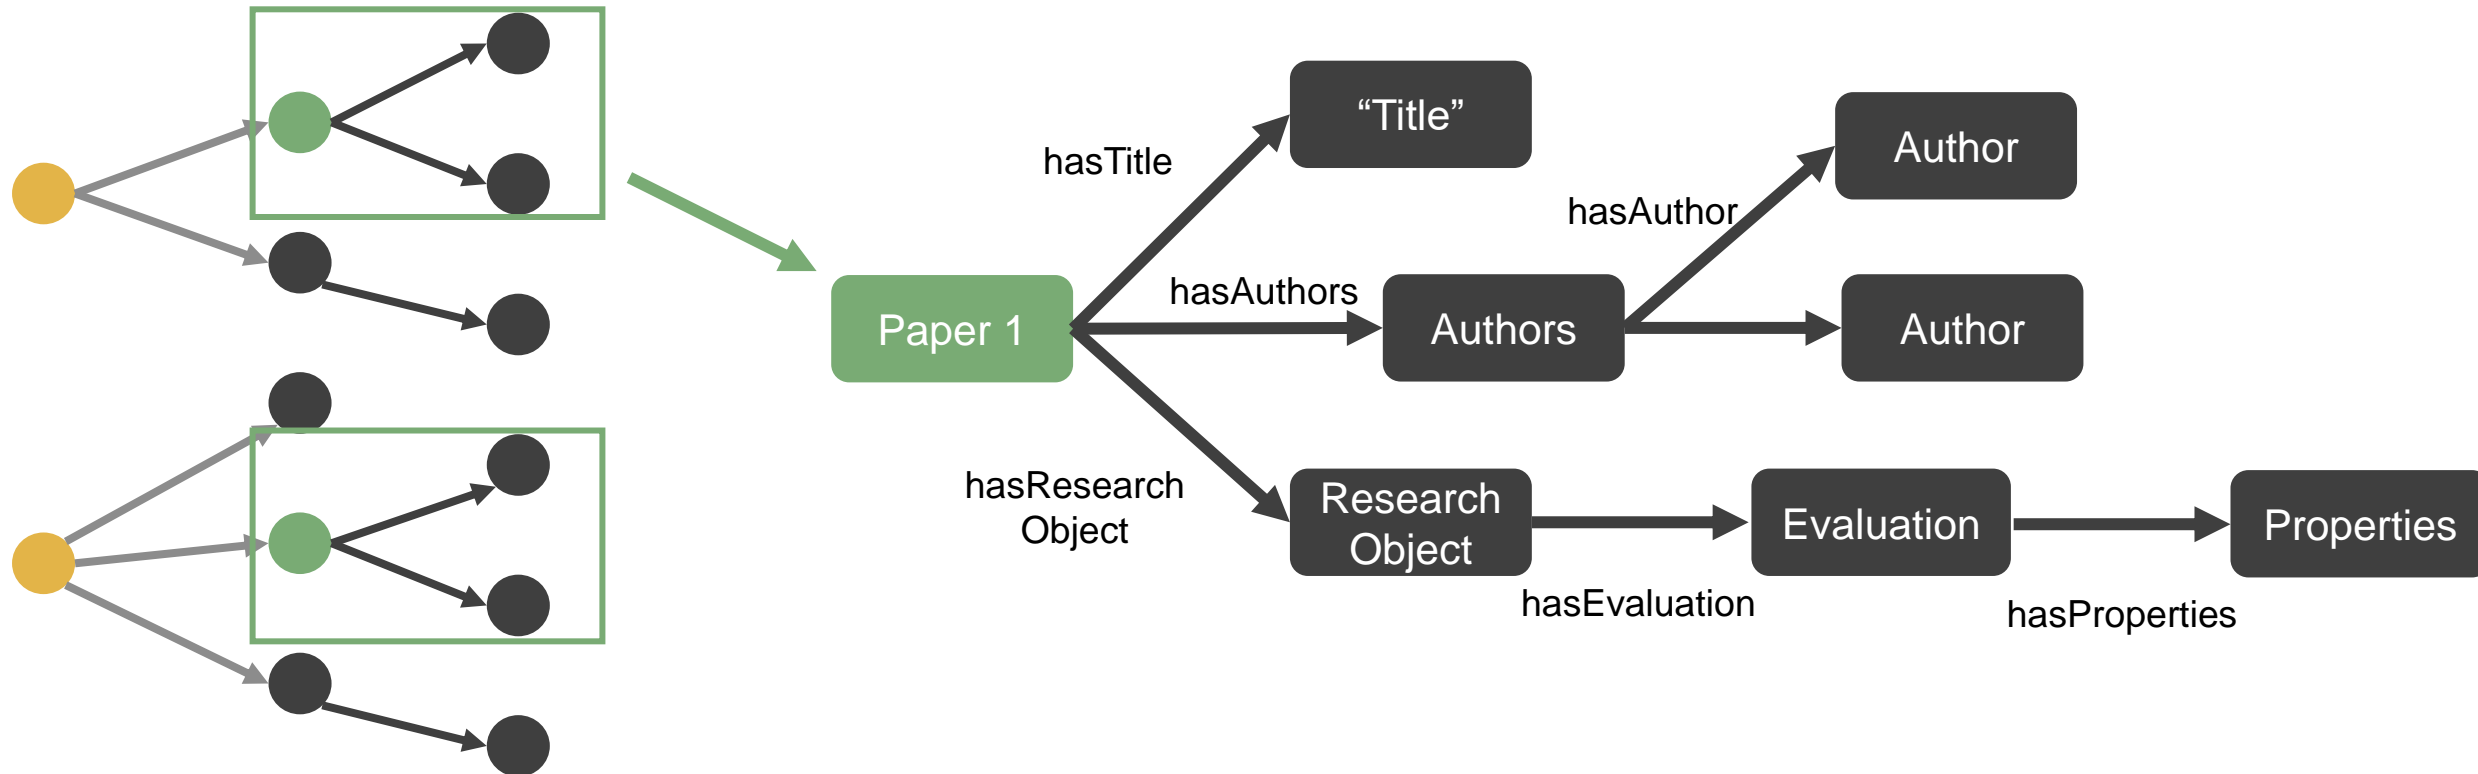 “Title”
hasTitle
Author
hasAuthor
hasAuthors
Paper 1
Authors
Author
hasResearch
Object
Research
Object
Evaluation
Properties
hasEvaluation
hasProperties